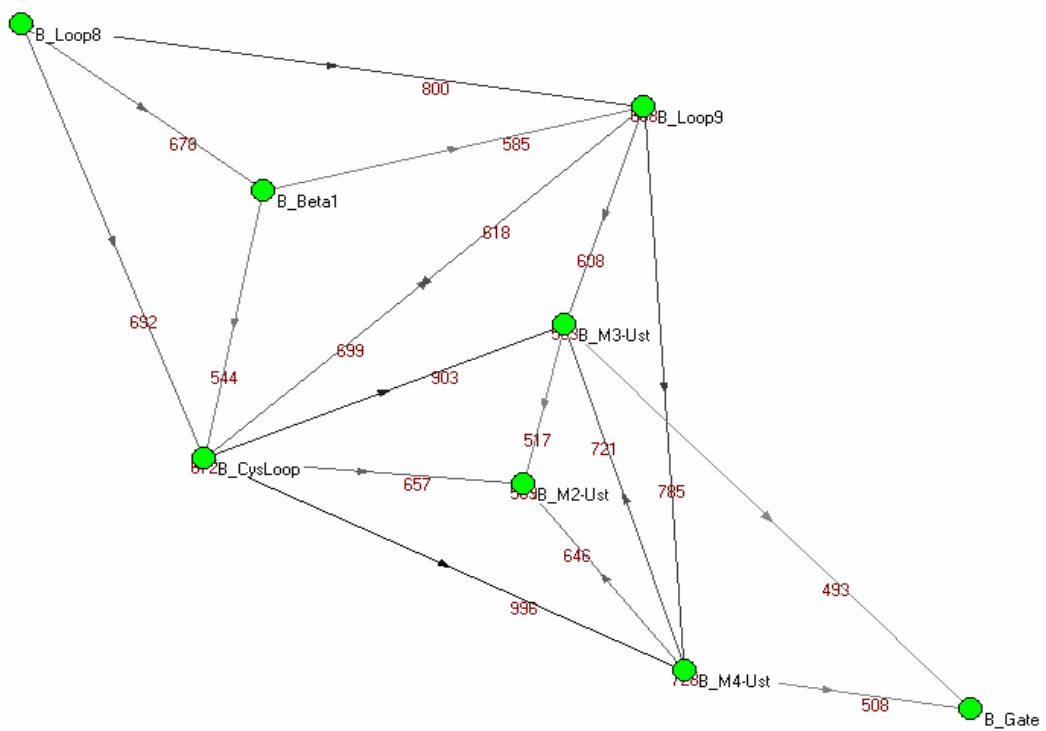 B_Loop8
800
B_Loop9
678
585
B_Beta1
618
608
692
B_M3-Ust
699
903
544
517
721
B_CysLoop
657
B_M2-Ust
785
646
493
996
B_M4-Ust
508
B_Gate